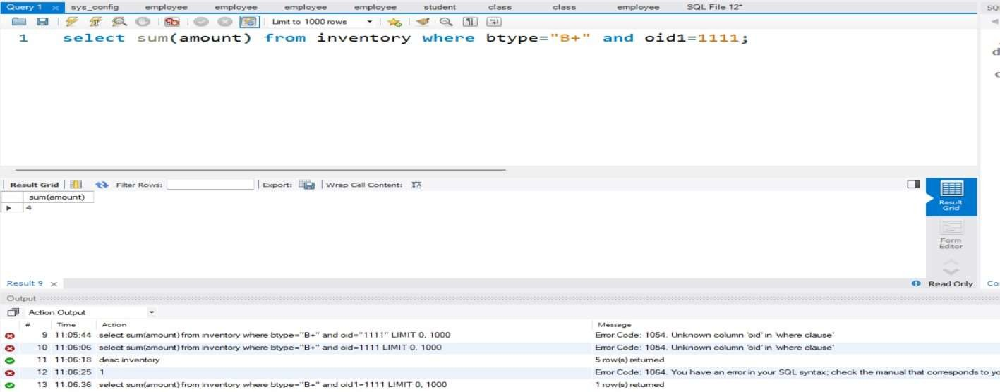 Query 1 sys_config employee employee employee employee student class class employee SQL File 12* SQ
Limit to 1000 rows
1 select sum(amount) from inventory where btype="B+" and oid1=1111;
Result Grid Filter Rows: Export: Wrap Cell Content:
sum(amount)
4
Result Grid
Form Editor
Result 9 Read Only Co
Output
Action Output
# Time Action Message
9 11:05:44 select sum(amount) from inventory where btype="B+" and oid="1111" LIMIT 0, 1000 Error Code: 1054. Unknown column 'oid' in 'where clause'
10 11:06:06 select sum(amount) from inventory where btype="B+" and oid=1111 LIMIT 0, 1000 Error Code: 1054. Unknown column 'oid' in 'where clause'
11 11:06:18 desc inventory 5 row(s) returned
12 11:06:25 1 Error Code: 1064. You have an error in your SQL syntax; check the manual that corresponds to yo
13 11:06:36 select sum(amount) from inventory where btype="B+" and oid1=1111 LIMIT 0, 1000 1 row(s) returned